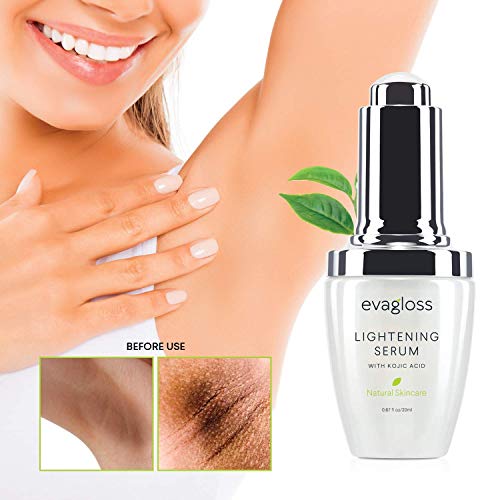 evagloss
LIGHTENING
SERUM
WITH KOJIC ACID
Natural Skincare
0.67 fl oz/20ml
BEFORE USE